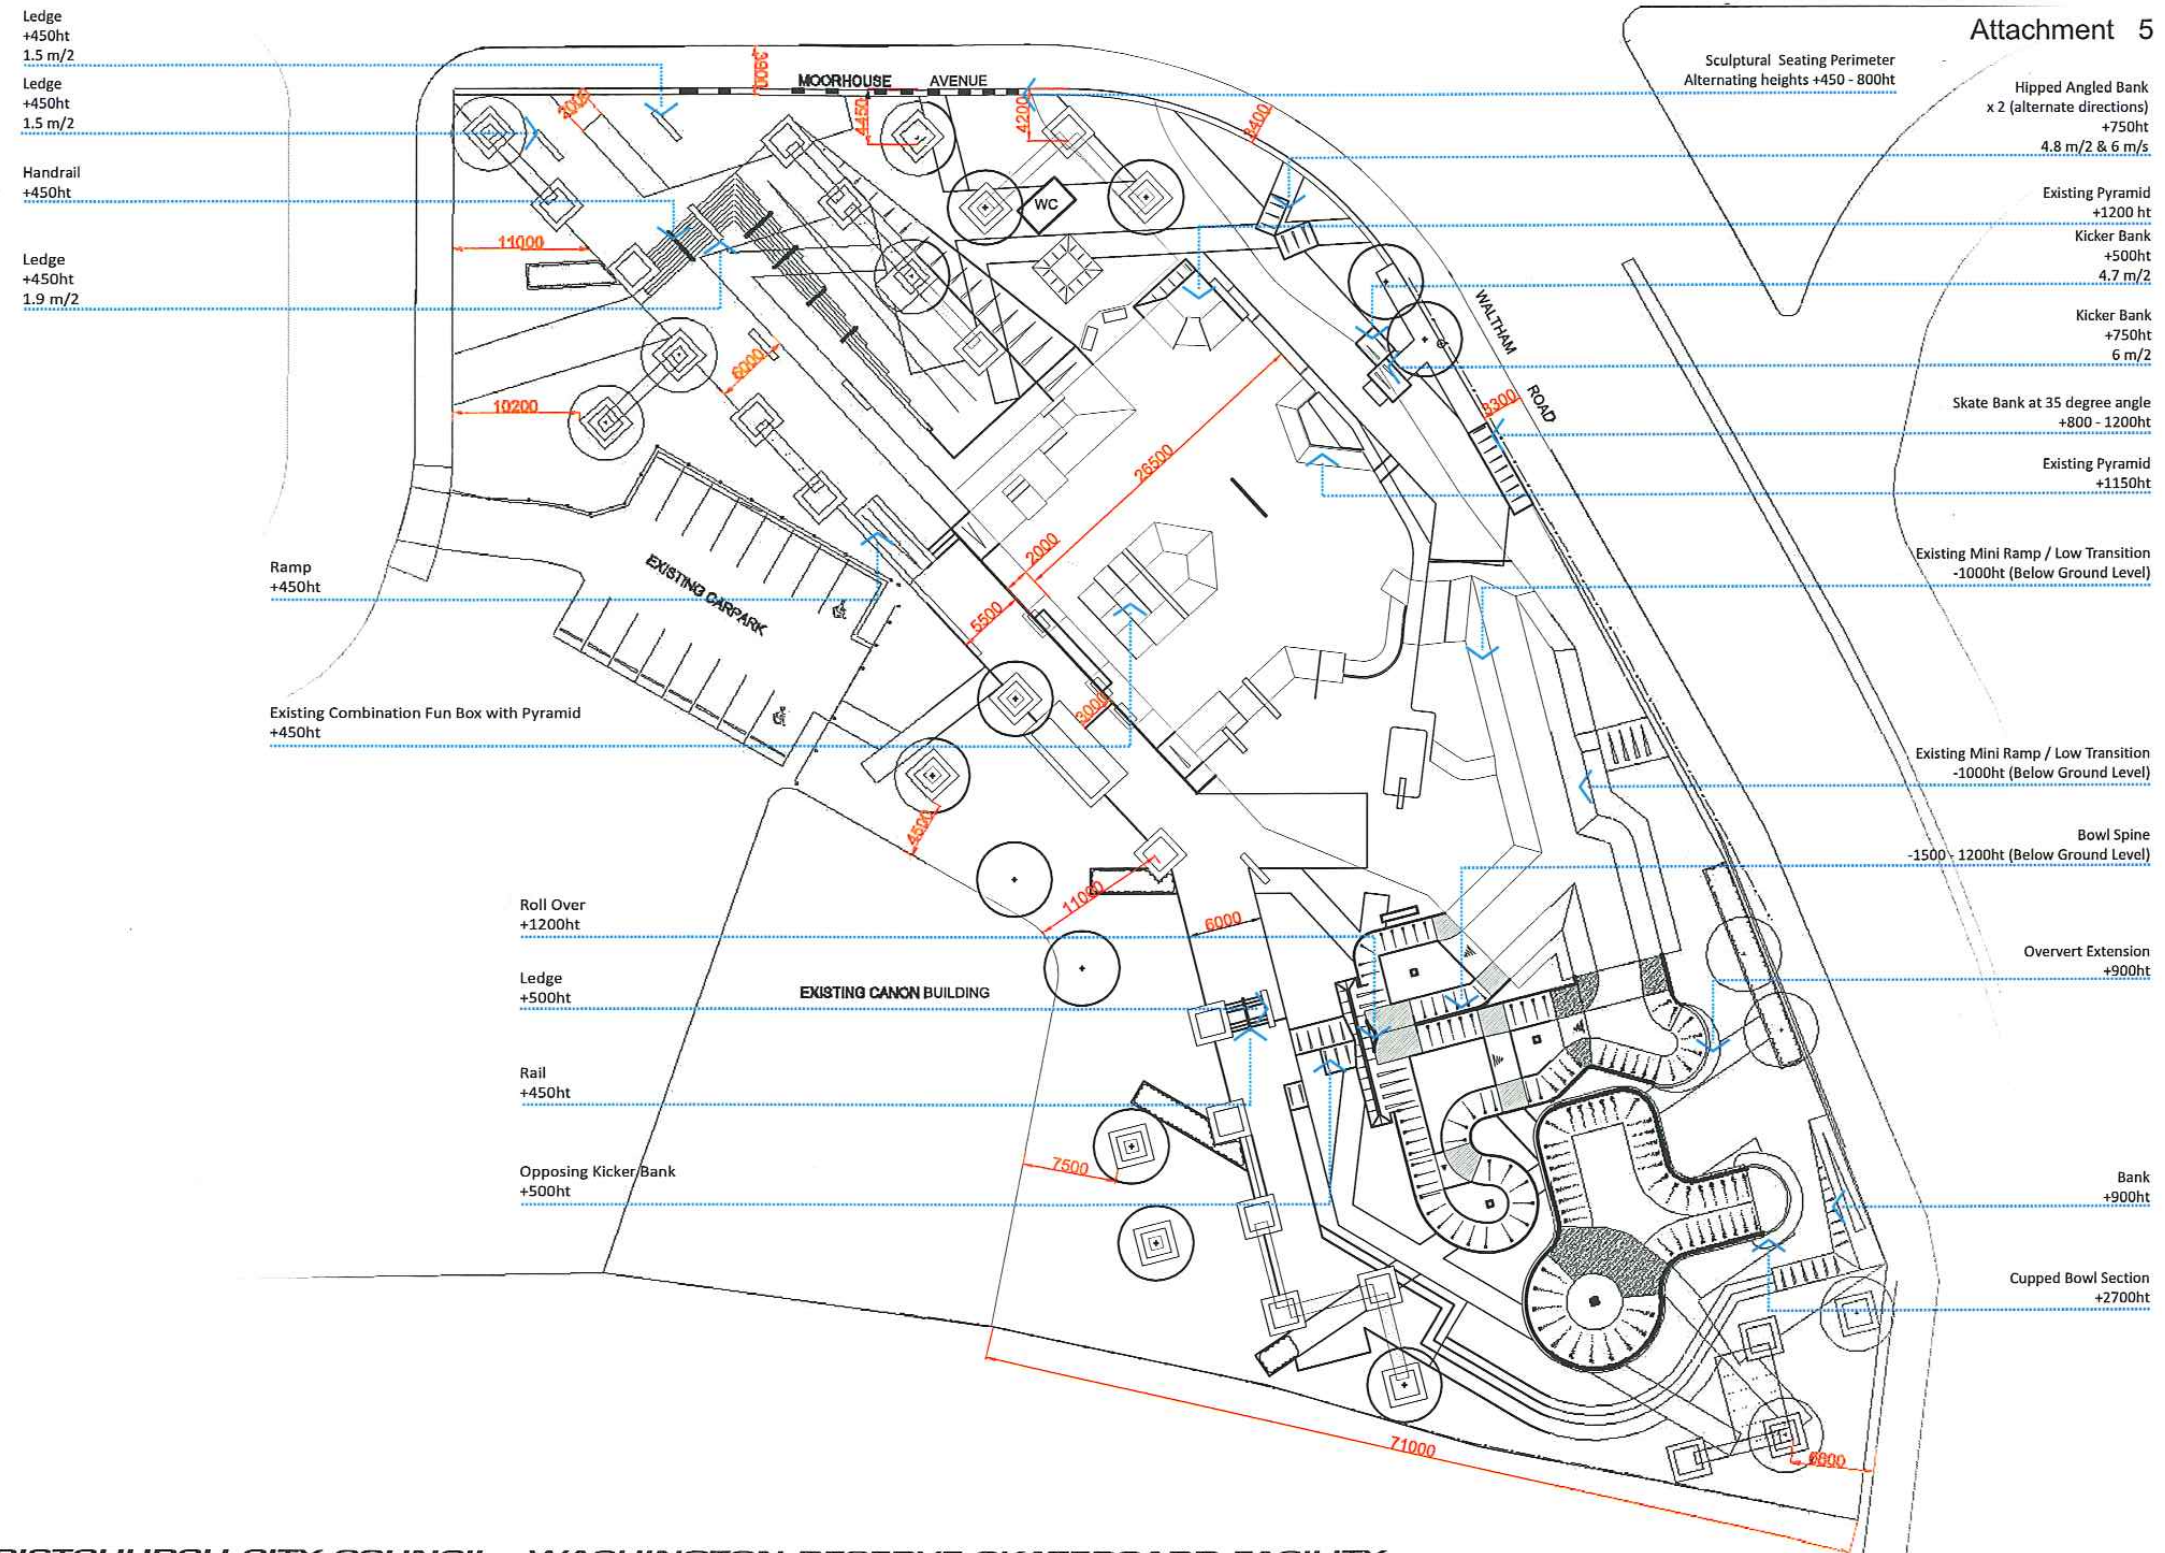 Attachment 5
Ledge
+450ht
1.5 m/2
Ledge
+450ht
1.5 m/2
Handrail
+450ht
Ledge
+450ht
1.9 m/2
Ramp
+450ht
Existing Combination Fun Box with Pyramid
+450ht
Roll Over
+1200ht
Ledge
+500ht
Rail
+450ht
Opposing Kicker Bank
+500ht
Sculptural Seating Perimeter
Alternating heights +450 - 800ht
Hipped Angled Bank
x 2 (alternate directions)
+750ht
4.8 m/2 & 6 m/s
Existing Pyramid
+1200 ht
Kicker Bank
+500ht
4.7 m/2
Kicker Bank
+750ht
6 m/2
Skate Bank at 35 degree angle
+800 - 1200ht
Existing Pyramid
+1150ht
Existing Mini Ramp / Low Transition
-1000ht (Below Ground Level)
Existing Mini Ramp / Low Transition
-1000ht (Below Ground Level)
Bowl Spine
-1500 - 1200ht (Below Ground Level)
Oververt Extension
+900ht
Bank
+900ht
Cupped Bowl Section
+2700ht
MOORHOUSE AVENUE
WALTHAM ROAD
WC
EXISTING CARPARK
EXISTING CANON BUILDING
3900
4450
4200
11000
10200
6000
26500
2000
5500
3000
4500
11000
6000
7500
71000
WASHINGTON RESERVE SKATEBOARD FACILITY